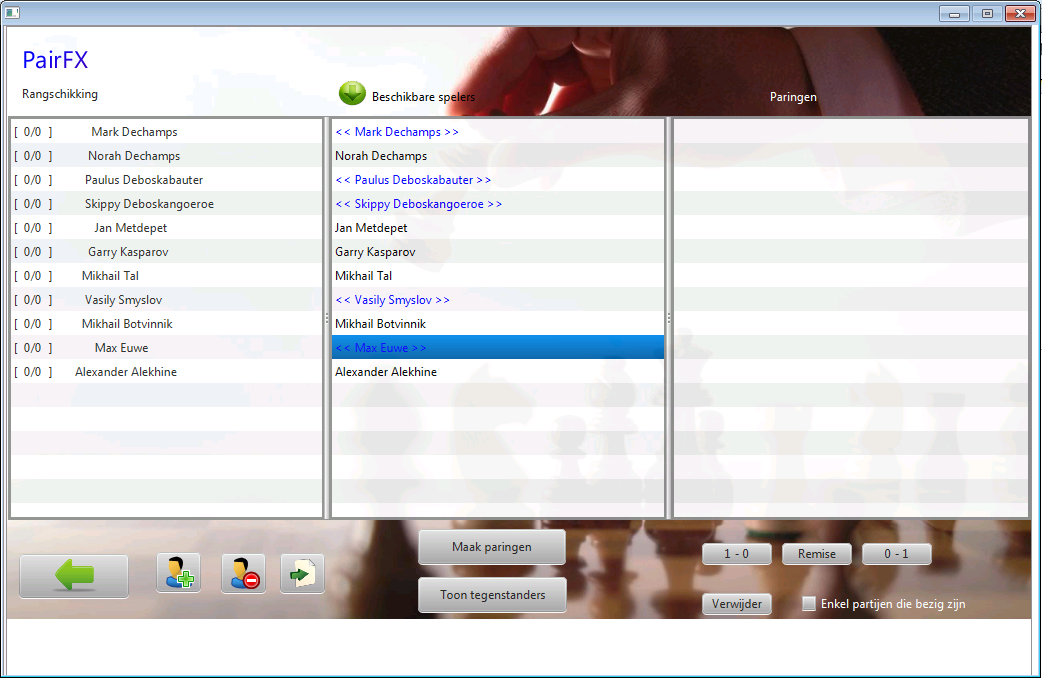 PairFX
Rangschikking
Beschikbare spelers
Paringen
[ 0/0 ] Mark Dechamps
[ 0/0 ] Norah Dechamps
[ 0/0 ] Paulus Deboskabauter
[ 0/0 ] Skippy Deboskangoeroe
[ 0/0 ] Jan Metdepet
[ 0/0 ] Garry Kasparov
[ 0/0 ] Mikhail Tal
[ 0/0 ] Vasily Smyslov
[ 0/0 ] Mikhail Botvinnik
[ 0/0 ] Max Euwe
[ 0/0 ] Alexander Alekhine
<< Mark Dechamps >>
Norah Dechamps
<< Paulus Deboskabauter >>
<< Skippy Deboskangoeroe >>
Jan Metdepet
Garry Kasparov
Mikhail Tal
<< Vasily Smyslov >>
Mikhail Botvinnik
<< Max Euwe >>
Alexander Alekhine
Maak paringen
Toon tegenstanders
1 - 0
Remise
0 - 1
Verwijder
Enkel partijen die bezig zijn